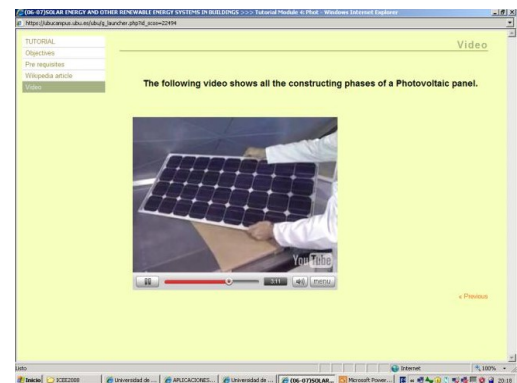 (06-07)SOLAR ENERGY AND OTHER RENEWABLE ENERGY SYSTEMS IN BUILDINGS >>> Tutorial Module 4: Phot - Windows Internet Explorer
https://ubucampus.ubu.es/ubu/g_launcher.php?id_scos=22494
TUTORIAL
Objectives
Pre requisites
Wikipedia article
Video
Video
The following video shows all the constructing phases of a Photovoltaic panel.
YouTube
3:11
menu
« Previous
Listo
Internet
100%
Inicio
ICEE2008
Universidad de ...
APLICACIONES...
Universidad de ...
(06-07)SOLAR...
Microsoft Power...
20:18